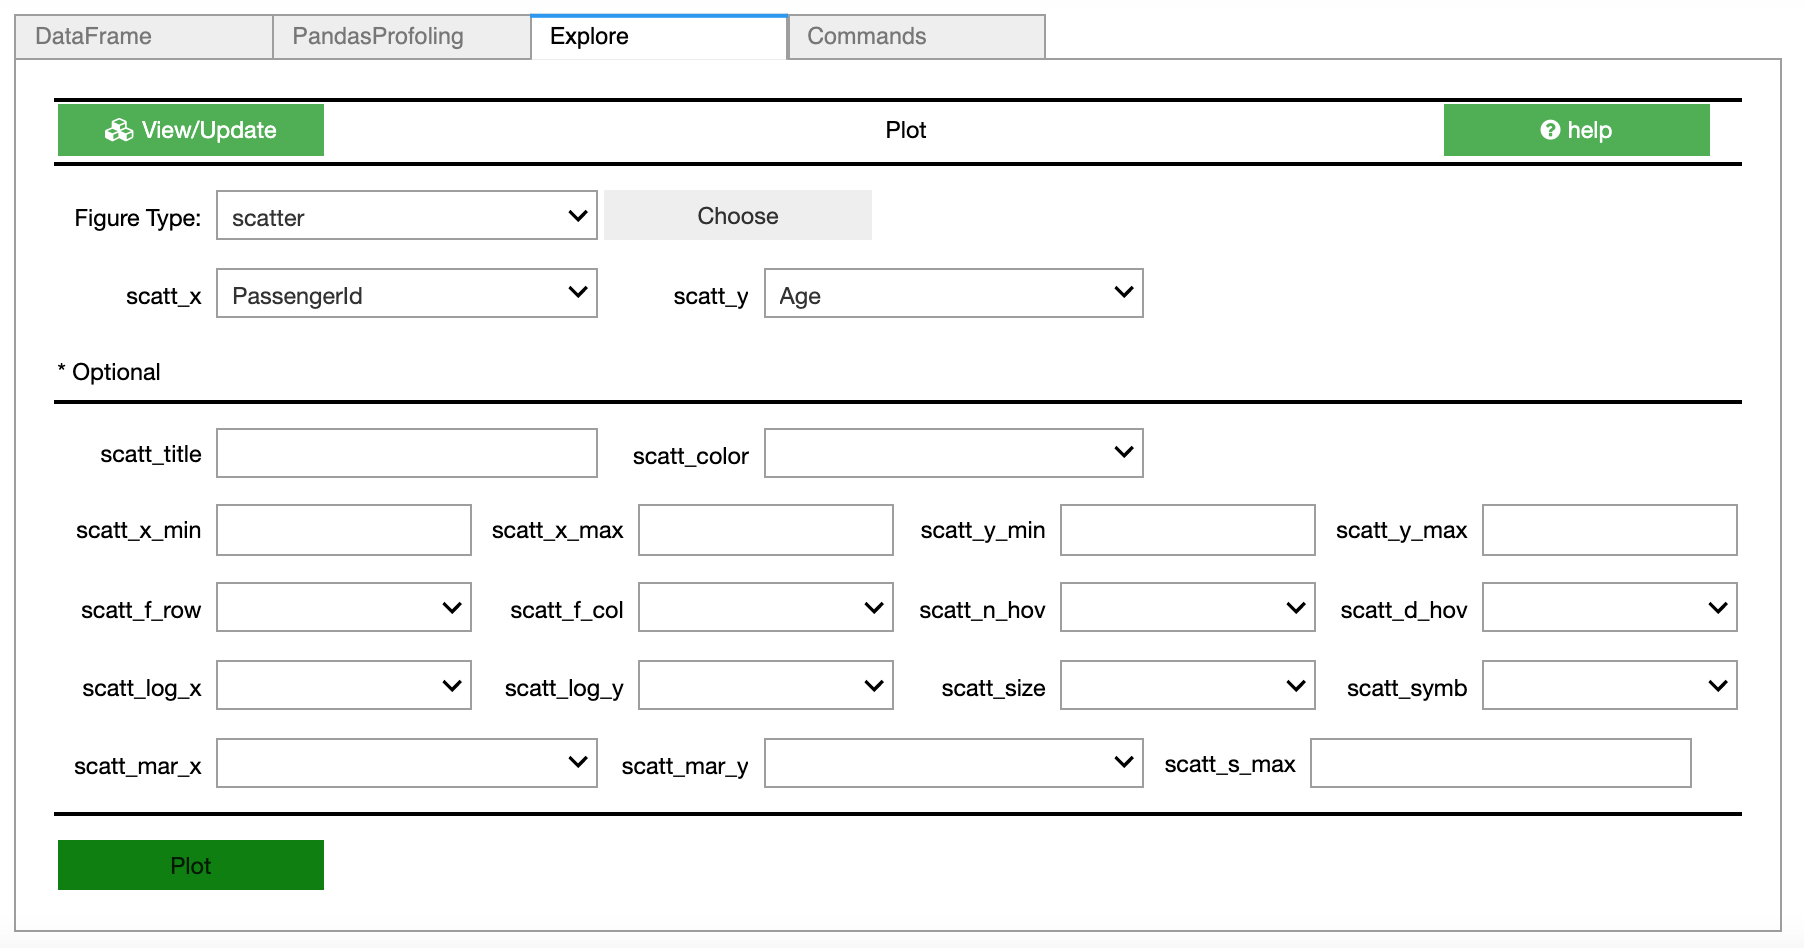 DataFrame PandasProfoling Explore Commands
View/Update Plot help
Figure Type: scatter Choose
scatt_x PassengerId scatt_y Age
* Optional
scatt_title scatt_color
scatt_x_min scatt_x_max scatt_y_min scatt_y_max
scatt_f_row scatt_f_col scatt_n_hov scatt_d_hov
scatt_log_x scatt_log_y scatt_size scatt_symb
scatt_mar_x scatt_mar_y scatt_s_max
Plot